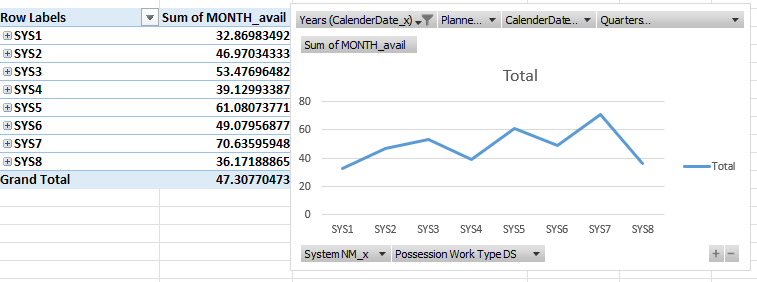 Row Labels Sum of MONTH_avail
SYS1 32.86983492
SYS2 46.97034333
SYS3 53.47696482
SYS4 39.12993387
SYS5 61.08073771
SYS6 49.07956877
SYS7 70.63595948
SYS8 36.17188865
Grand Total 47.30770473
Years (CalenderDate_x) Planne... CalenderDate... Quarters...
Sum of MONTH_avail
Total
80
60
40
20
0
SYS1 SYS2 SYS3 SYS4 SYS5 SYS6 SYS7 SYS8
Total
System NM_x Possession Work Type DS